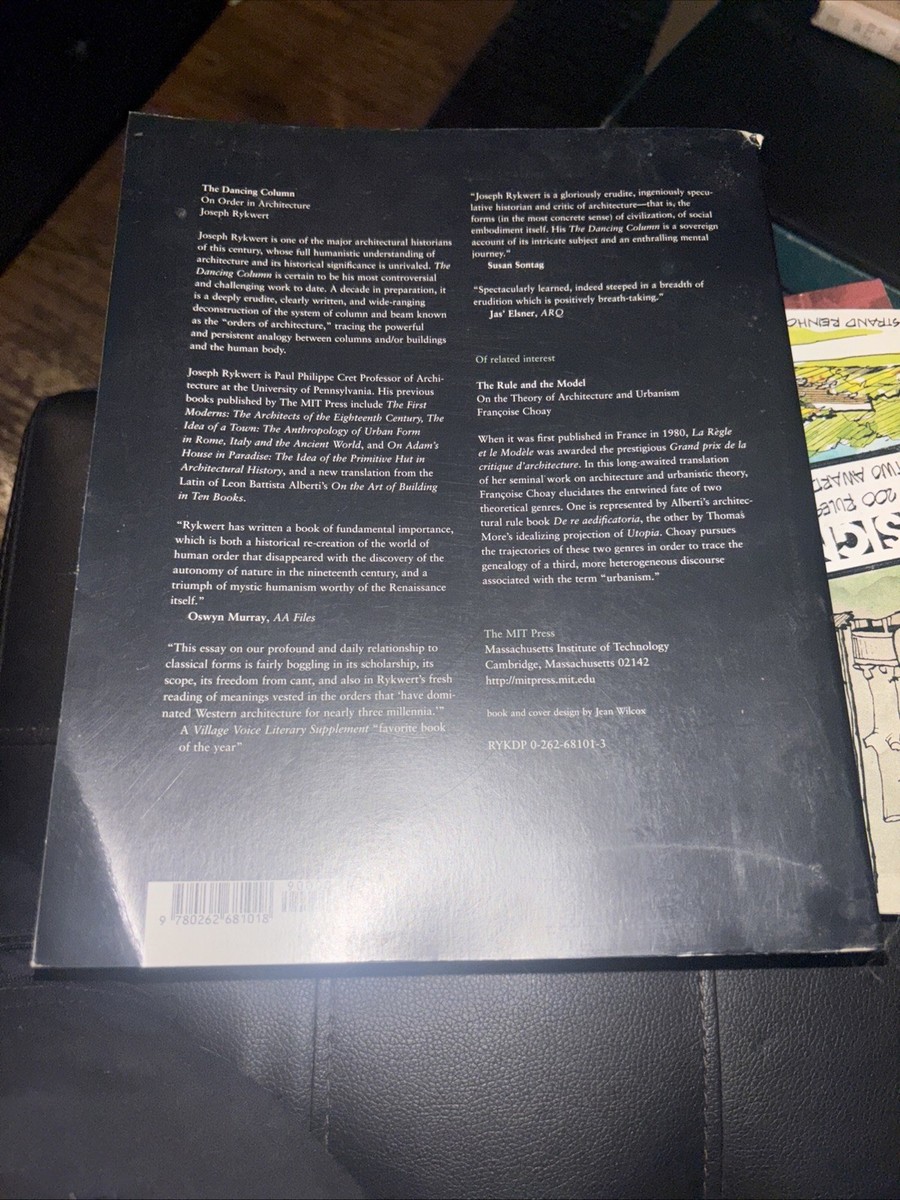 The Dancing Column
On Order in Architecture
Joseph Rykwert
Joseph Rykwert is one of the major architectural historians
of this century, whose full humanistic understanding of
architecture and its historical significance is unrivaled. The
Dancing Column is certain to be his most controversial
and challenging work to date. A decade in preparation, it
is a deeply erudite, clearly written, and wide-ranging
deconstruction of the system of column and beam known
as the "orders of architecture," tracing the powerful
and persistent analogy between columns and/or buildings
and the human body.
Joseph Rykwert is Paul Philippe Cret Professor of Archi-
tecture at the University of Pennsylvania. His previous
books published by The MIT Press include The First
Moderns: The Architects of the Eighteenth Century, The
Idea of a Town: The Anthropology of Urban Form
in Rome, Italy and the Ancient World, and On Adam's
House in Paradise: The Idea of the Primitive Hut in
Architectural History, and a new translation from the
Latin of Leon Battista Alberti's On the Art of Building
in Ten Books.
"Rykwert has written a book of fundamental importance,
which is both a historical re-creation of the world of
human order that disappeared with the discovery of the
autonomy of nature in the nineteenth century, and a
triumph of mystic humanism worthy of the Renaissance
itself."
Oswyn Murray, AA Files
"This essay on our profound and daily relationship to
classical forms is fairly boggling in its scholarship, its
scope, its freedom from cant, and also in Rykwert's fresh
reading of meanings vested in the orders that 'have domi-
nated Western architecture for nearly three millennia.'"
A Village Voice Literary Supplement "favorite book
of the year"
"Joseph Rykwert is a gloriously erudite, ingeniously specu-
lative historian and critic of architecture—that is, the
forms (in the most concrete sense) of civilization, of social
embodiment itself. His The Dancing Column is a sovereign
account of its intricate subject and an enthralling mental
journey."
Susan Sontag
"Spectacularly learned, indeed steeped in a breadth of
erudition which is positively breath-taking."
Jas' Elsner, ARQ
Of related interest
The Rule and the Model
On the Theory of Architecture and Urbanism
Françoise Choay
When it was first published in France in 1980, La Règle
et le Modèle was awarded the prestigious Grand prix de la
critique d'architecture. In this long-awaited translation
of her seminal work on architecture and urbanistic theory,
Françoise Choay elucidates the entwined fate of two
theoretical genres. One is represented by Alberti's architec-
tural rule book De re aedificatoria, the other by Thomas
More's idealizing projection of Utopia. Choay pursues
the trajectories of these two genres in order to trace the
genealogy of a third, more heterogeneous discourse
associated with the term "urbanism."
The MIT Press
Massachusetts Institute of Technology
Cambridge, Massachusetts 02142
http://mitpress.mit.edu
book and cover design by Jean Wilcox
RYKDP 0-262-68101-3
9 780262 681018